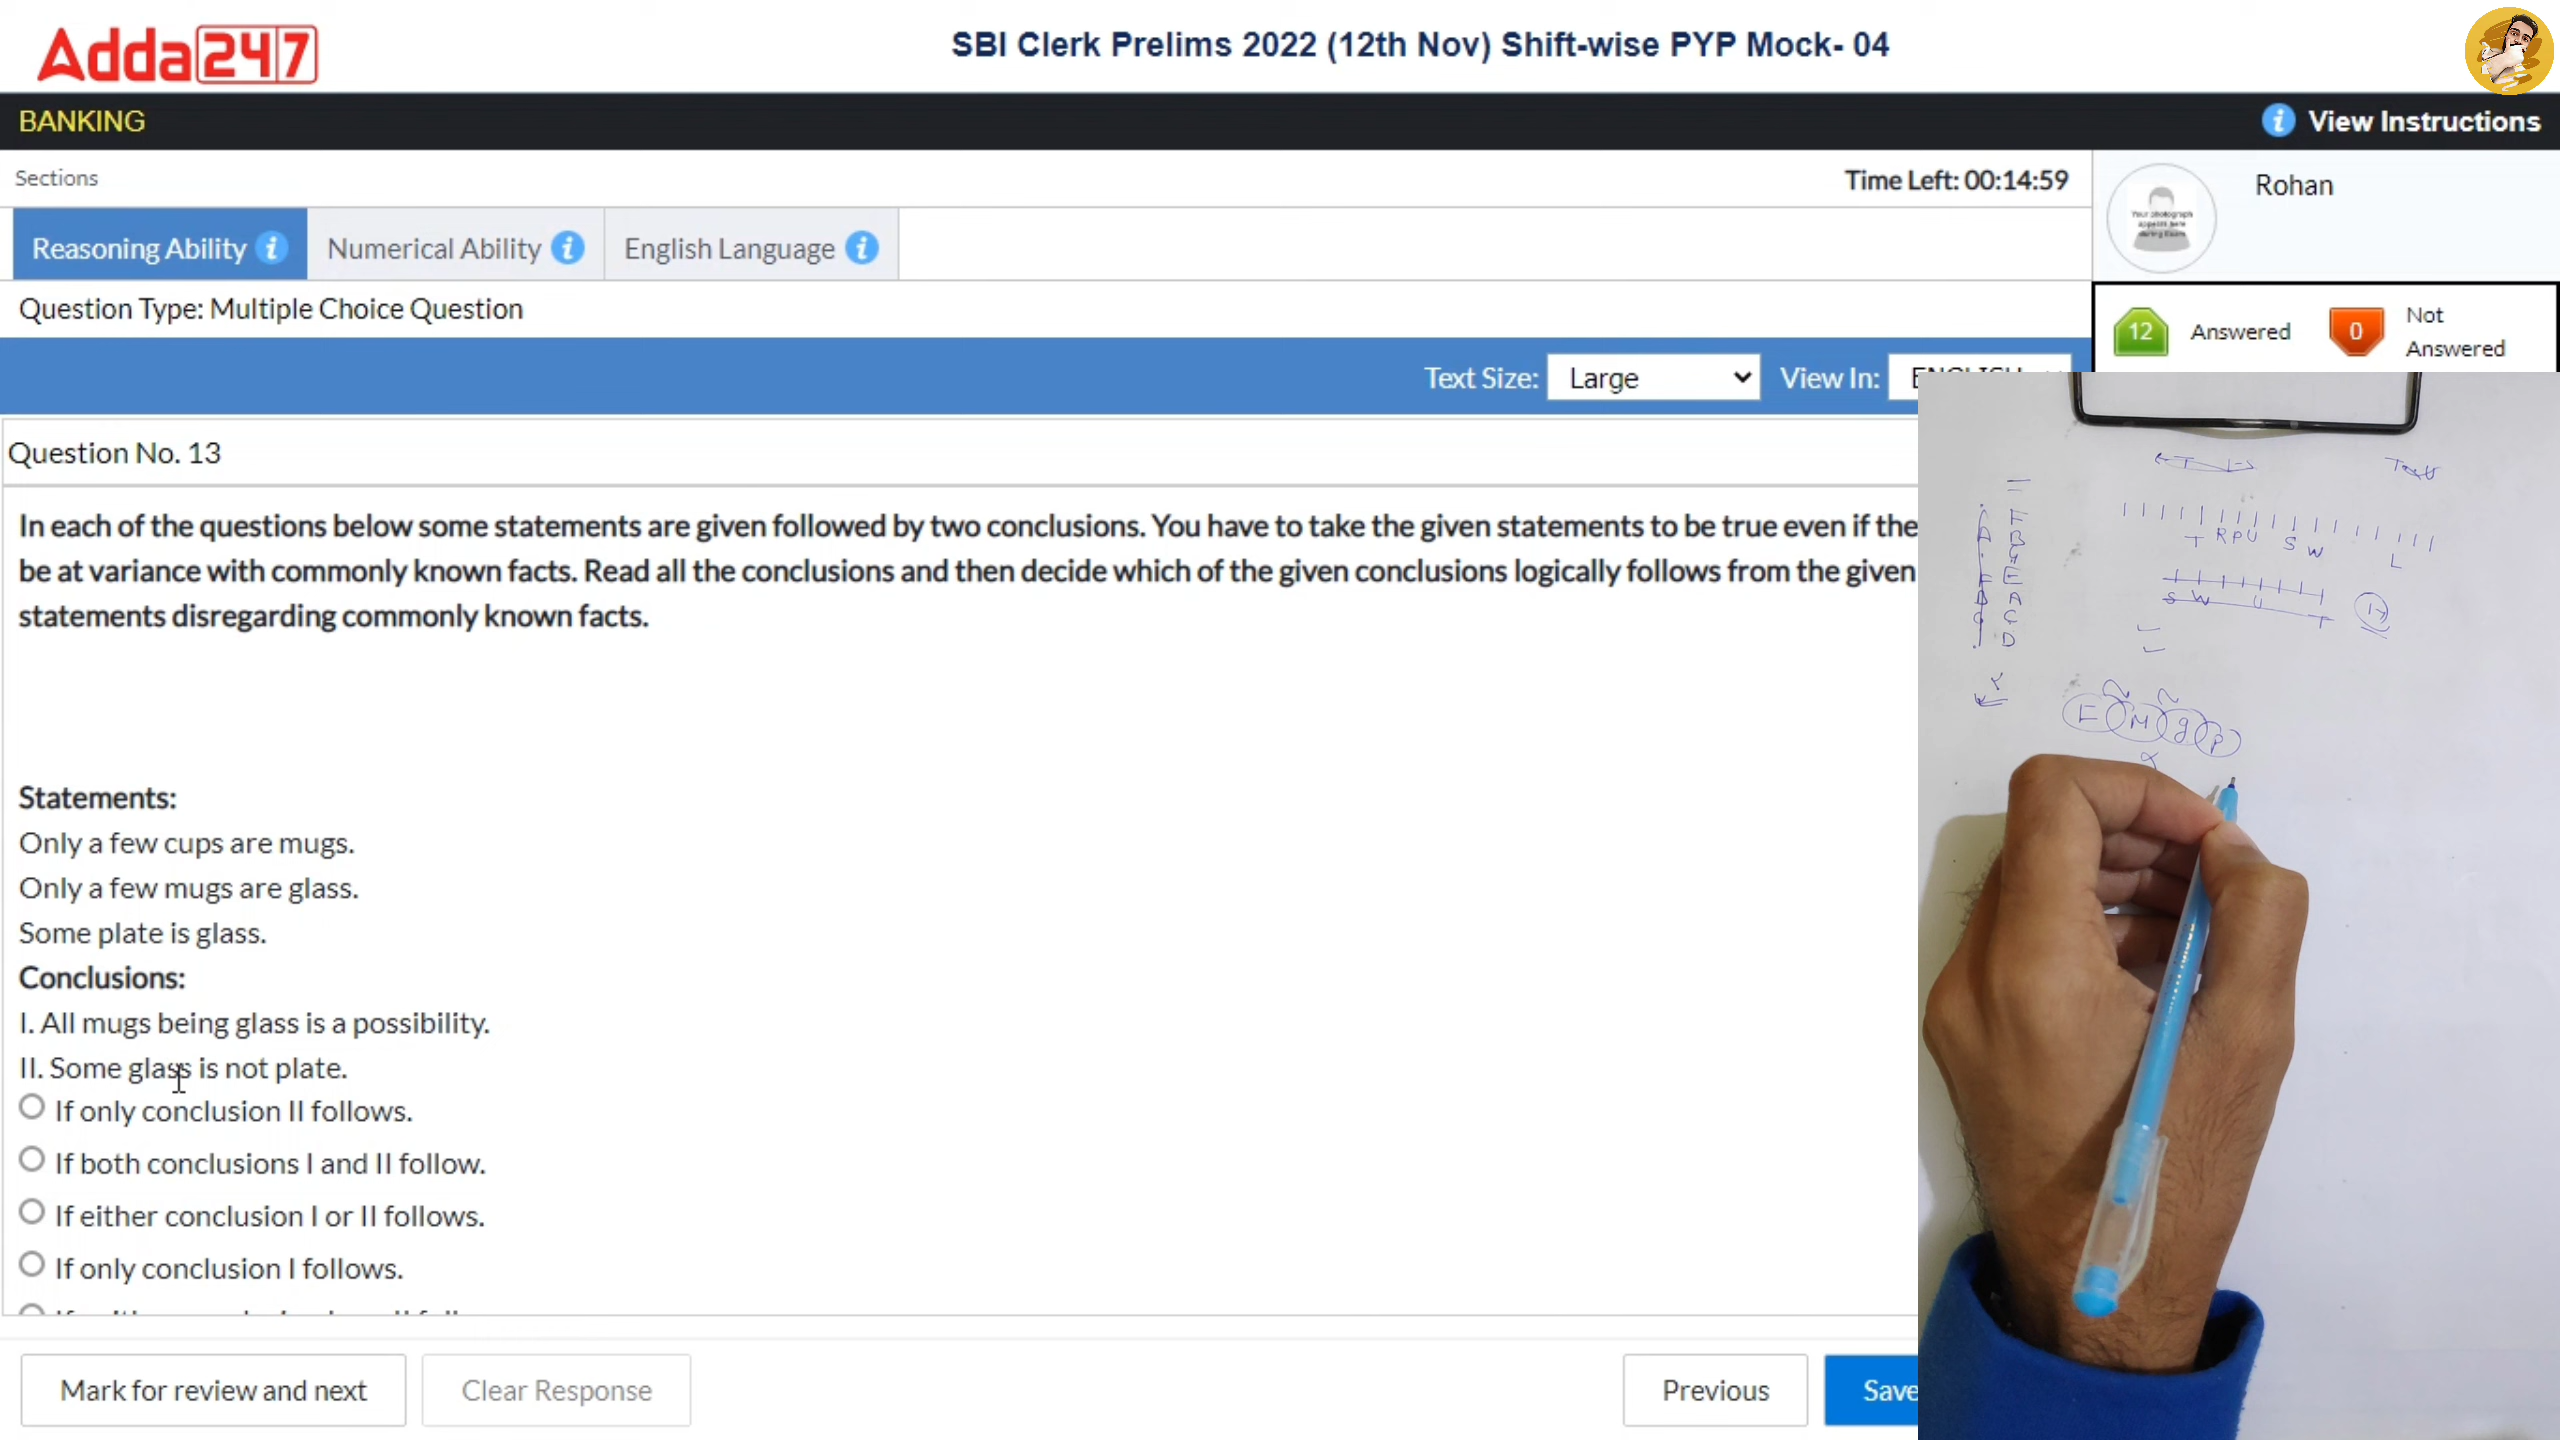 Adda247
SBI Clerk Prelims 2022 (12th Nov) Shift-wise PYP Mock- 04
BANKING
View Instructions
Sections
Time Left: 00:14:59
Rohan
Reasoning Ability
Numerical Ability
English Language
Question Type: Multiple Choice Question
12 Answered
0 Not Answered
Text Size: Large
View In:
Question No. 13
In each of the questions below some statements are given followed by two conclusions. You have to take the given statements to be true even if the
be at variance with commonly known facts. Read all the conclusions and then decide which of the given conclusions logically follows from the given
statements disregarding commonly known facts.
Statements:
Only a few cups are mugs.
Only a few mugs are glass.
Some plate is glass.
Conclusions:
I. All mugs being glass is a possibility.
II. Some glass is not plate.
If only conclusion II follows.
If both conclusions I and II follow.
If either conclusion I or II follows.
If only conclusion I follows.
Mark for review and next
Clear Response
Previous
Save
T R P U S W L
S W U T
M g P